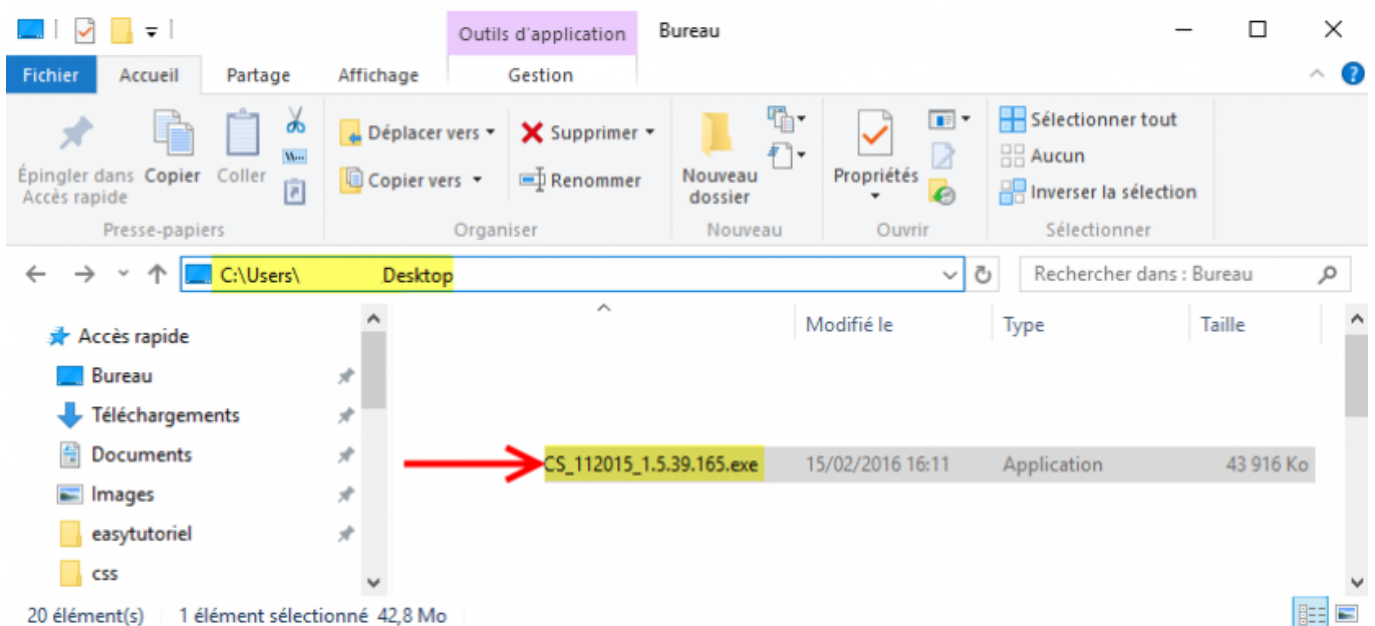 Outils d'application Bureau
Fichier Accueil Partage Affichage Gestion
Épingler dans Accès rapide
Copier
Coller
Presse-papiers
Déplacer vers
Copier vers
Supprimer
Renommer
Organiser
Nouveau dossier
Nouveau
Propriétés
Ouvrir
Sélectionner tout
Aucun
Inverser la sélection
Sélectionner
C:\Users\ Desktop
Rechercher dans : Bureau
Modifié le Type Taille
Accès rapide
Bureau
Téléchargements
Documents
Images
easytutoriel
css
CS_112015_1.5.39.165.exe 15/02/2016 16:11 Application 43 916 Ko
20 élément(s) 1 élément sélectionné 42,8 Mo